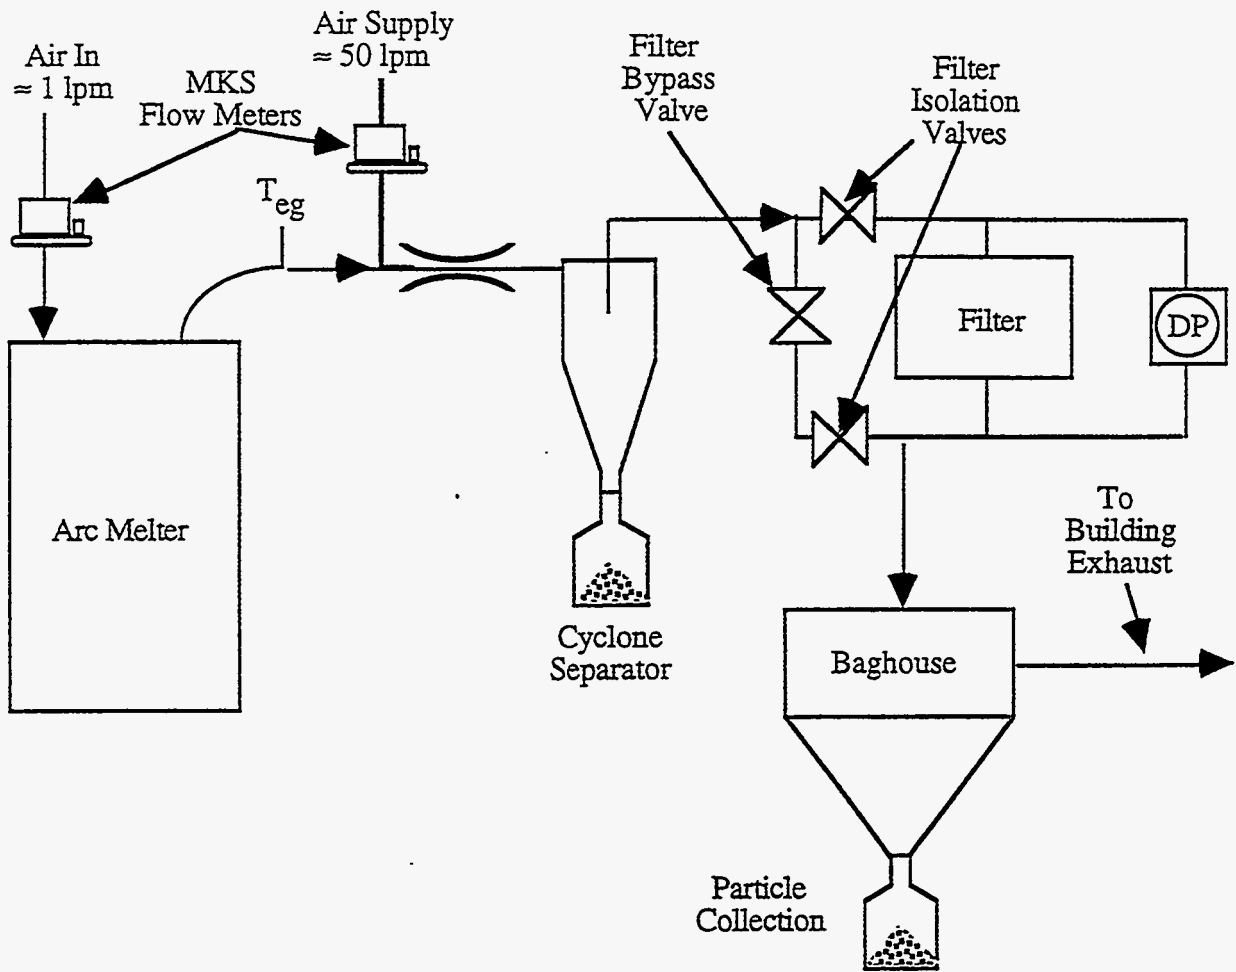 Air In
≈ 1 lpm
MKS
Flow Meters
Air Supply
≈ 50 lpm
Filter
Bypass
Valve
Filter
Isolation
Valves
Teg
Filter
DP
Arc Melter
Cyclone
Separator
To
Building
Exhaust
Baghouse
Particle
Collection